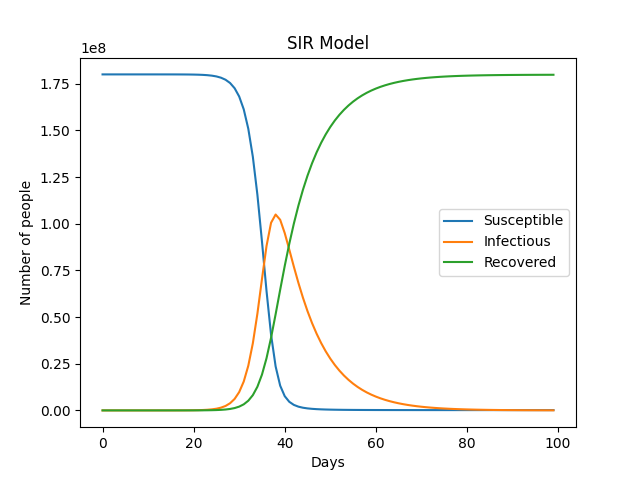 SIR Model
1e8
1.75
1.50
1.25
1.00
0.75
0.50
0.25
0.00
Number of people
Susceptible
Infectious
Recovered
0 20 40 60 80 100
Days